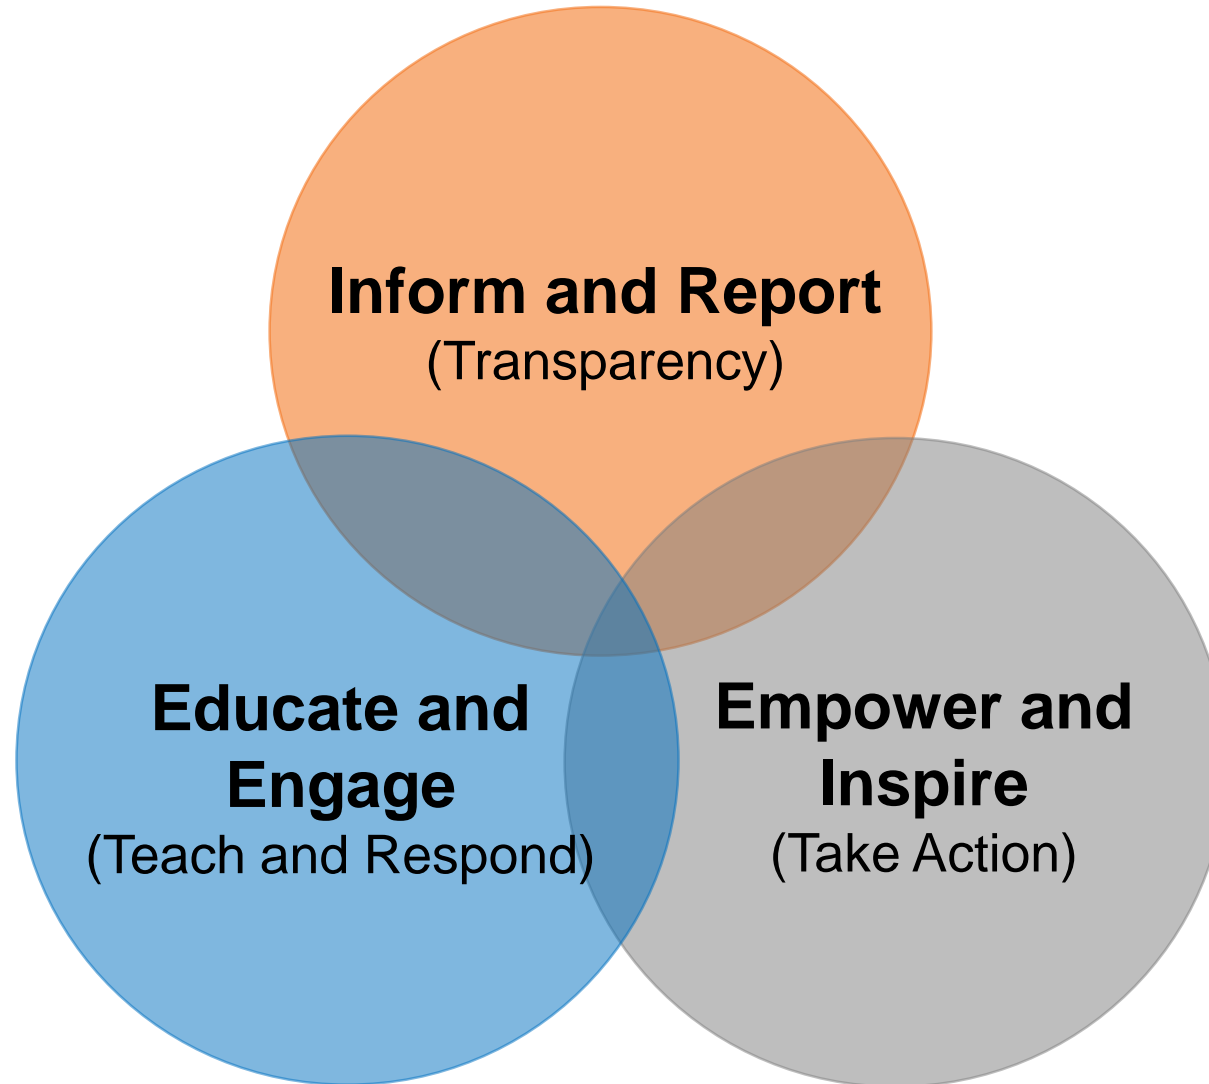 Inform and Report
(Transparency)
Educate and
Engage
(Teach and Respond)
Empower and
Inspire
(Take Action)